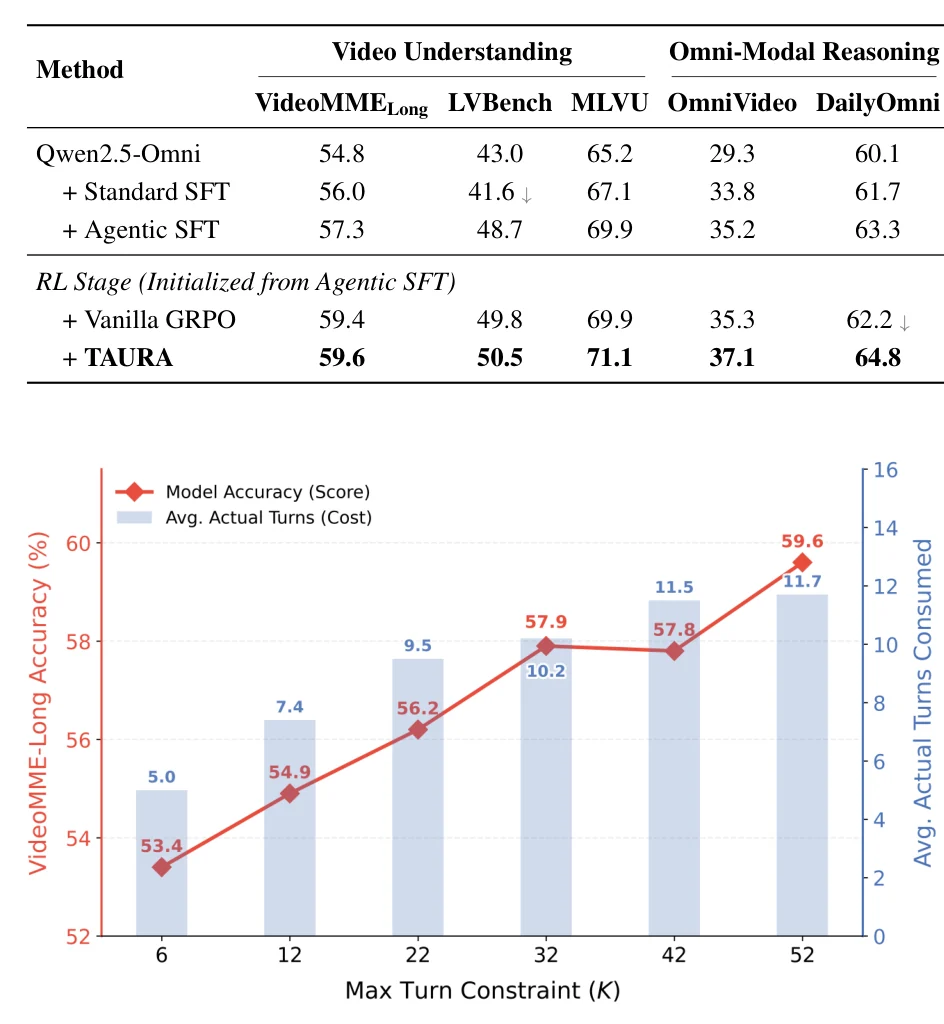 Method Video Understanding Omni-Modal Reasoning
VideoMME_Long LVBench MLVU OmniVideo DailyOmni
Qwen2.5-Omni 54.8 43.0 65.2 29.3 60.1
+ Standard SFT 56.0 41.6 ↓ 67.1 33.8 61.7
+ Agentic SFT 57.3 48.7 69.9 35.2 63.3
RL Stage (Initialized from Agentic SFT)
+ Vanilla GRPO 59.4 49.8 69.9 35.3 62.2 ↓
+ TAURA 59.6 50.5 71.1 37.1 64.8
Model Accuracy (Score)
Avg. Actual Turns (Cost)
VideoMME-Long Accuracy (%)
60
58
56
54
52
53.4
54.9
56.2
57.9
57.8
59.6
5.0
7.4
9.5
10.2
11.5
11.7
16
14
12
10
8
6
4
2
0
Avg. Actual Turns Consumed
6 12 22 32 42 52
Max Turn Constraint (K)